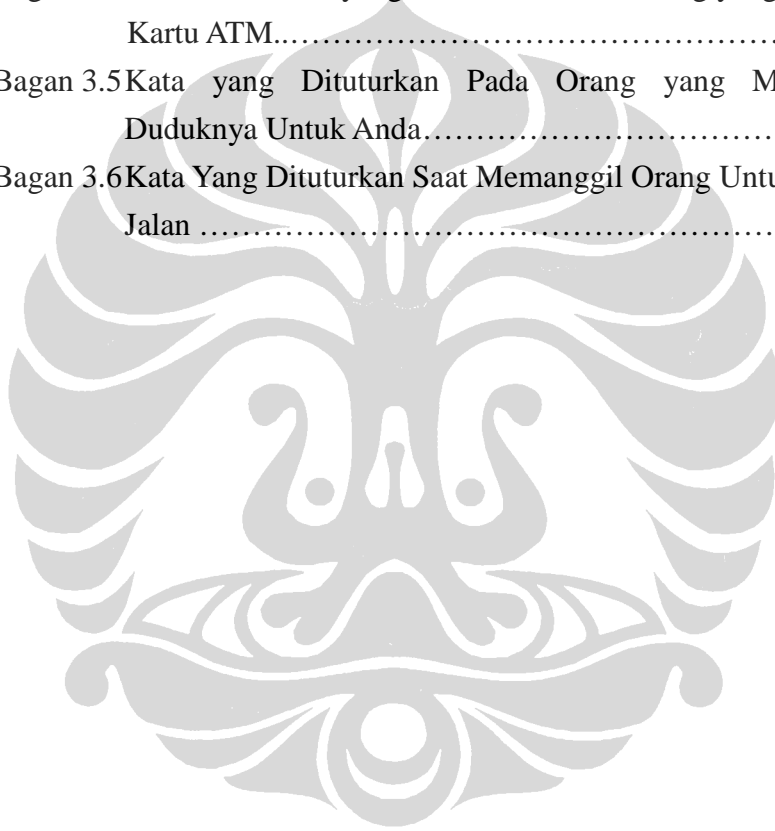 Kartu ATM..……………………………………………
Bagan 3.5 Kata yang Dituturkan Pada Orang yang
Duduknya Untuk Anda………………………………
Bagan 3.6 Kata Yang Dituturkan Saat Memanggil Orang
Jalan ……………………………………………………